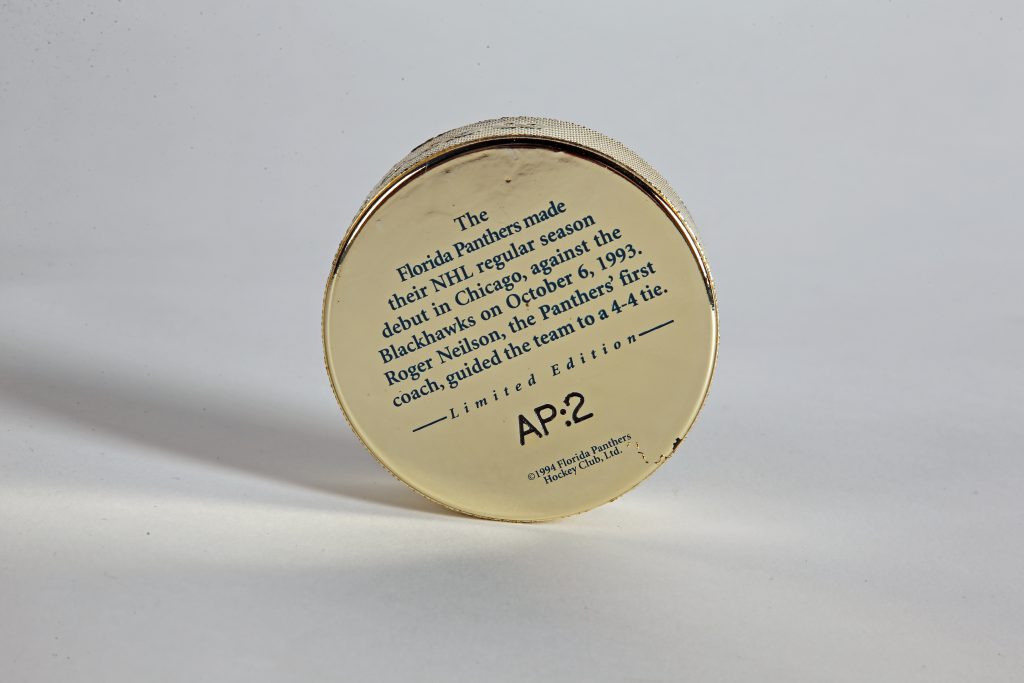 The
Florida Panthers made
their NHL regular season
debut in Chicago, against the
Blackhawks on October 6, 1993.
Roger Neilson, the Panthers' first
coach, guided the team to a 4-4 tie.
Limited Edition
AP:2
©1994 Florida Panthers
Hockey Club, Ltd.